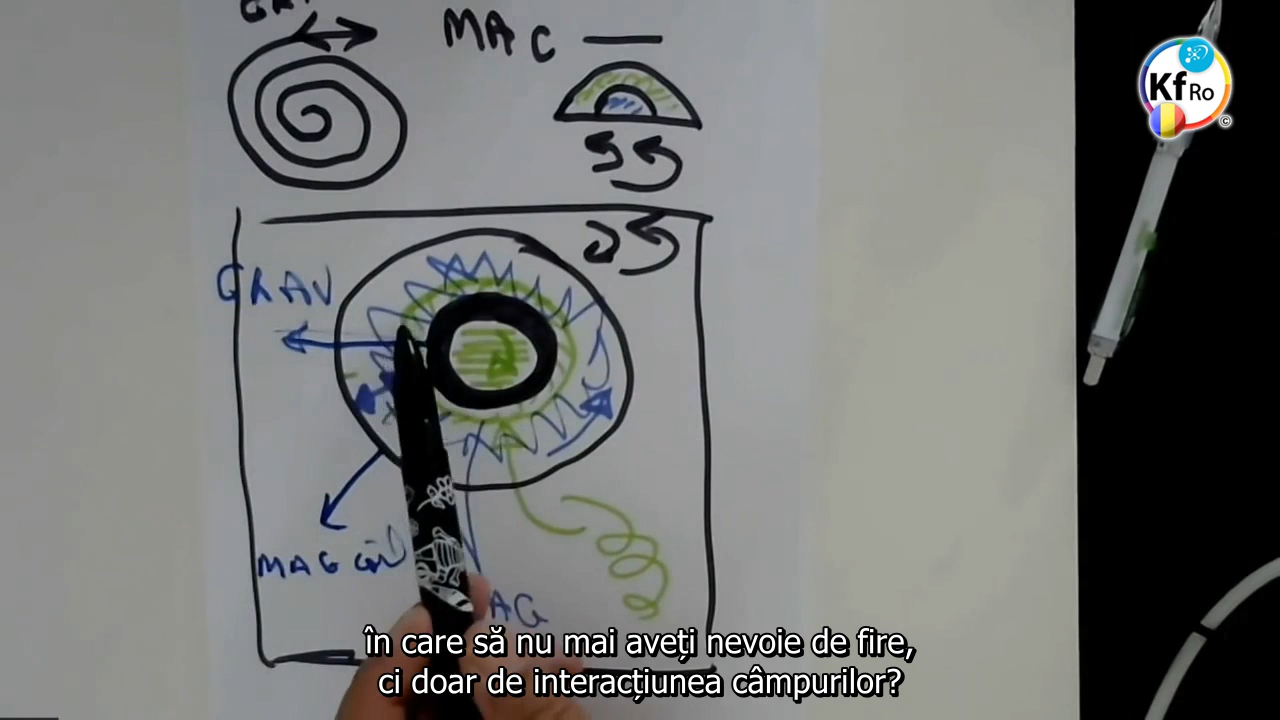 MAG
GRAV
MAG
AG
Kf Ro
©
în care să nu mai aveți nevoie de fire,
ci doar de interacțiunea câmpurilor?